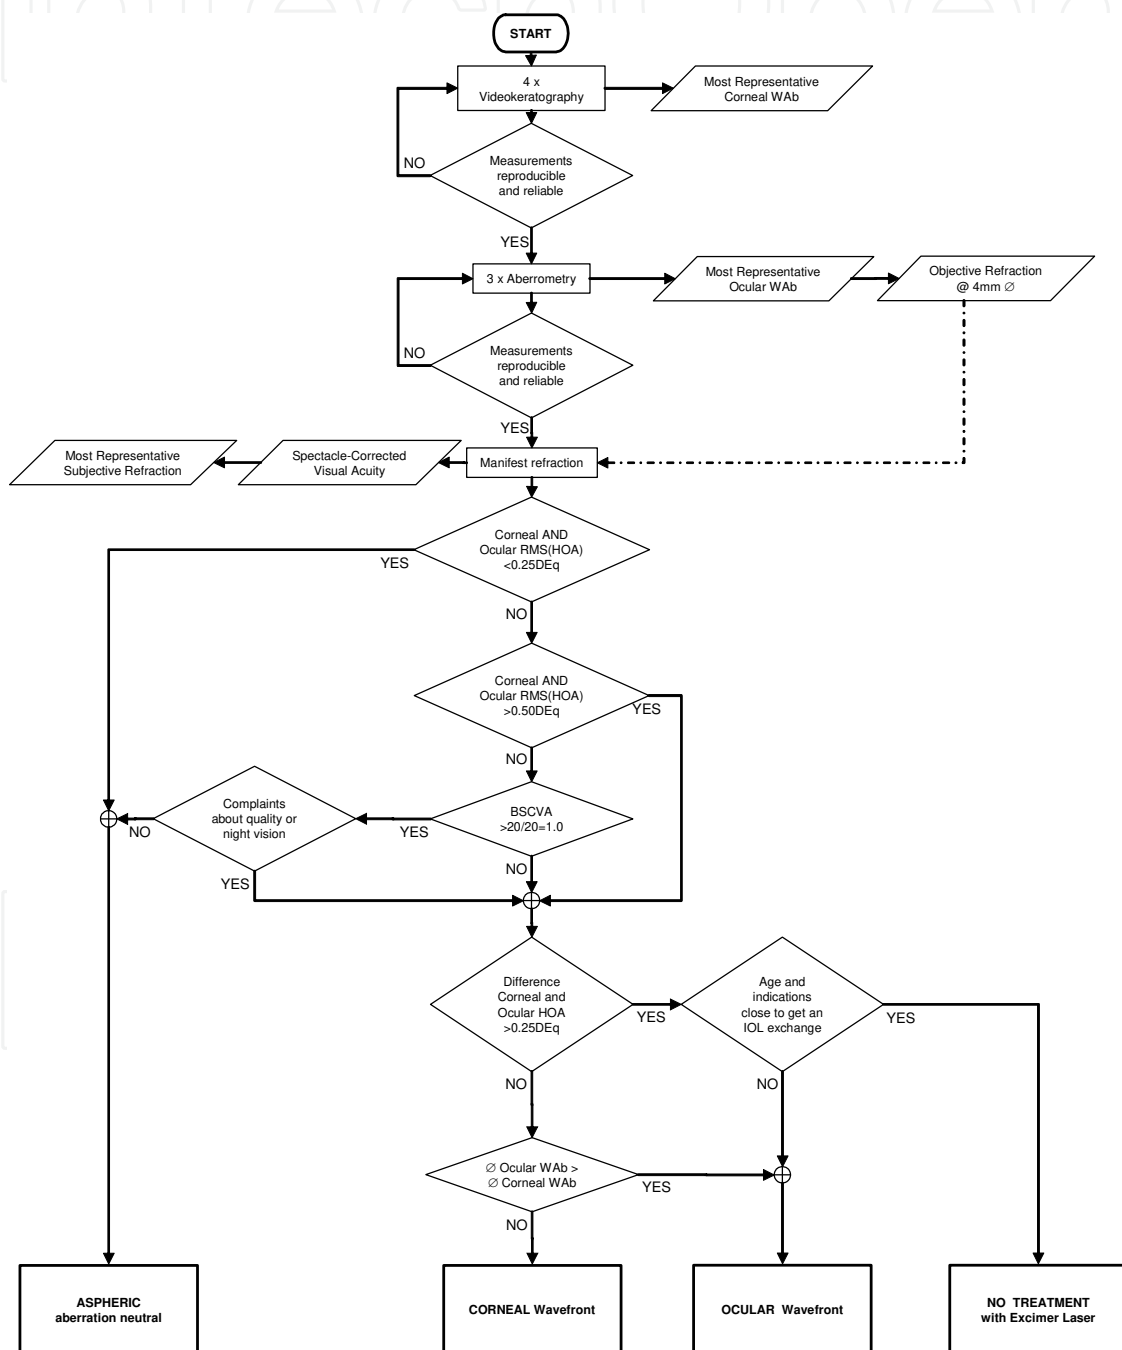 START
4 x
Videokeratography
Most Representative
Corneal WAb
Measurements
reproducible
and reliable
NO
YES
3 x Aberrometry
Most Representative
Ocular WAb
Objective Refraction
@ 4mm ∅
Measurements
reproducible
and reliable
NO
YES
Most Representative
Subjective Refraction
Spectacle-Corrected
Visual Acuity
Manifest refraction
Corneal AND
Ocular RMS(HOA)
<0.25DEq
YES
NO
Corneal AND
Ocular RMS(HOA)
>0.50DEq
YES
NO
Complaints
about quality or
night vision
BSCVA
>20/20=1.0
NO
YES
YES
NO
Difference
Corneal and
Ocular HOA
>0.25DEq
Age and
indications
close to get an
IOL exchange
YES
YES
NO
NO
∅ Ocular WAb >
∅ Corneal WAb
YES
NO
ASPHERIC
aberration neutral
CORNEAL Wavefront
OCULAR Wavefront
NO TREATMENT
with Excimer Laser